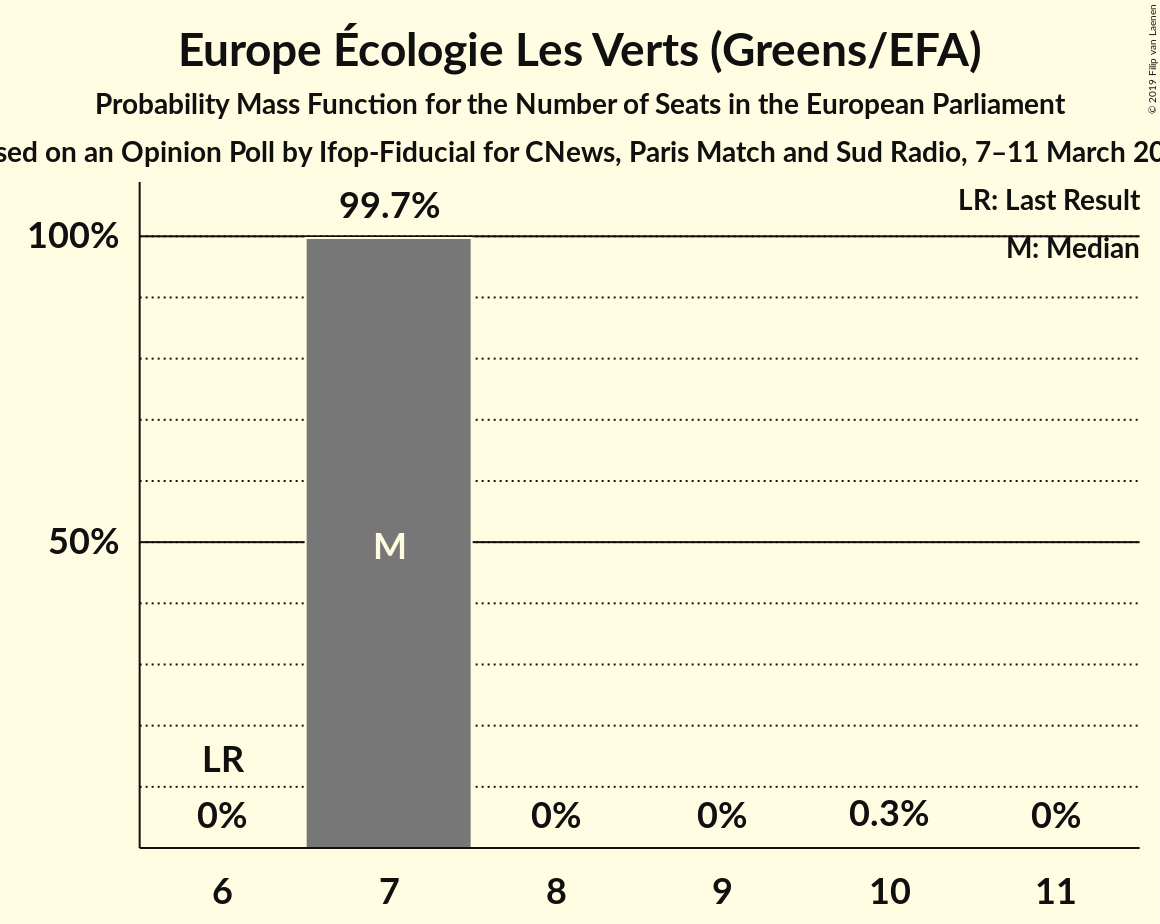 Europe Écologie Les Verts (Greens/EFA)
Probability Mass Function for the Number of Seats in the European Parliament
on an Opinion Poll by Ifop-Fiducial for CNews, Paris Match and Sud Radio, 7–11 March
© 2019 Filip van Laenen
LR: Last Result
M: Median
99.7%
100%
50%
M
LR
0%
0%
0%
0.3%
0%
6
7
8
9
10
11